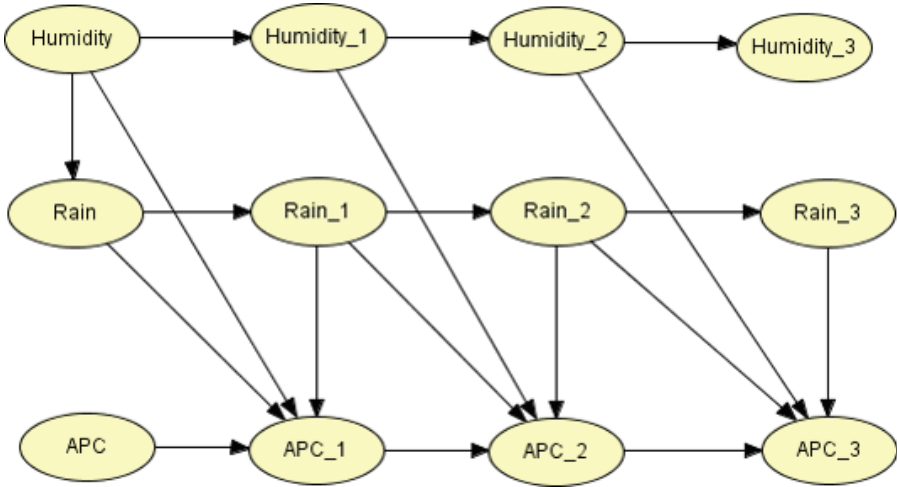 Humidity
Humidity_1
Humidity_2
Humidity_3
Rain
Rain_1
Rain_2
Rain_3
APC
APC_1
APC_2
APC_3